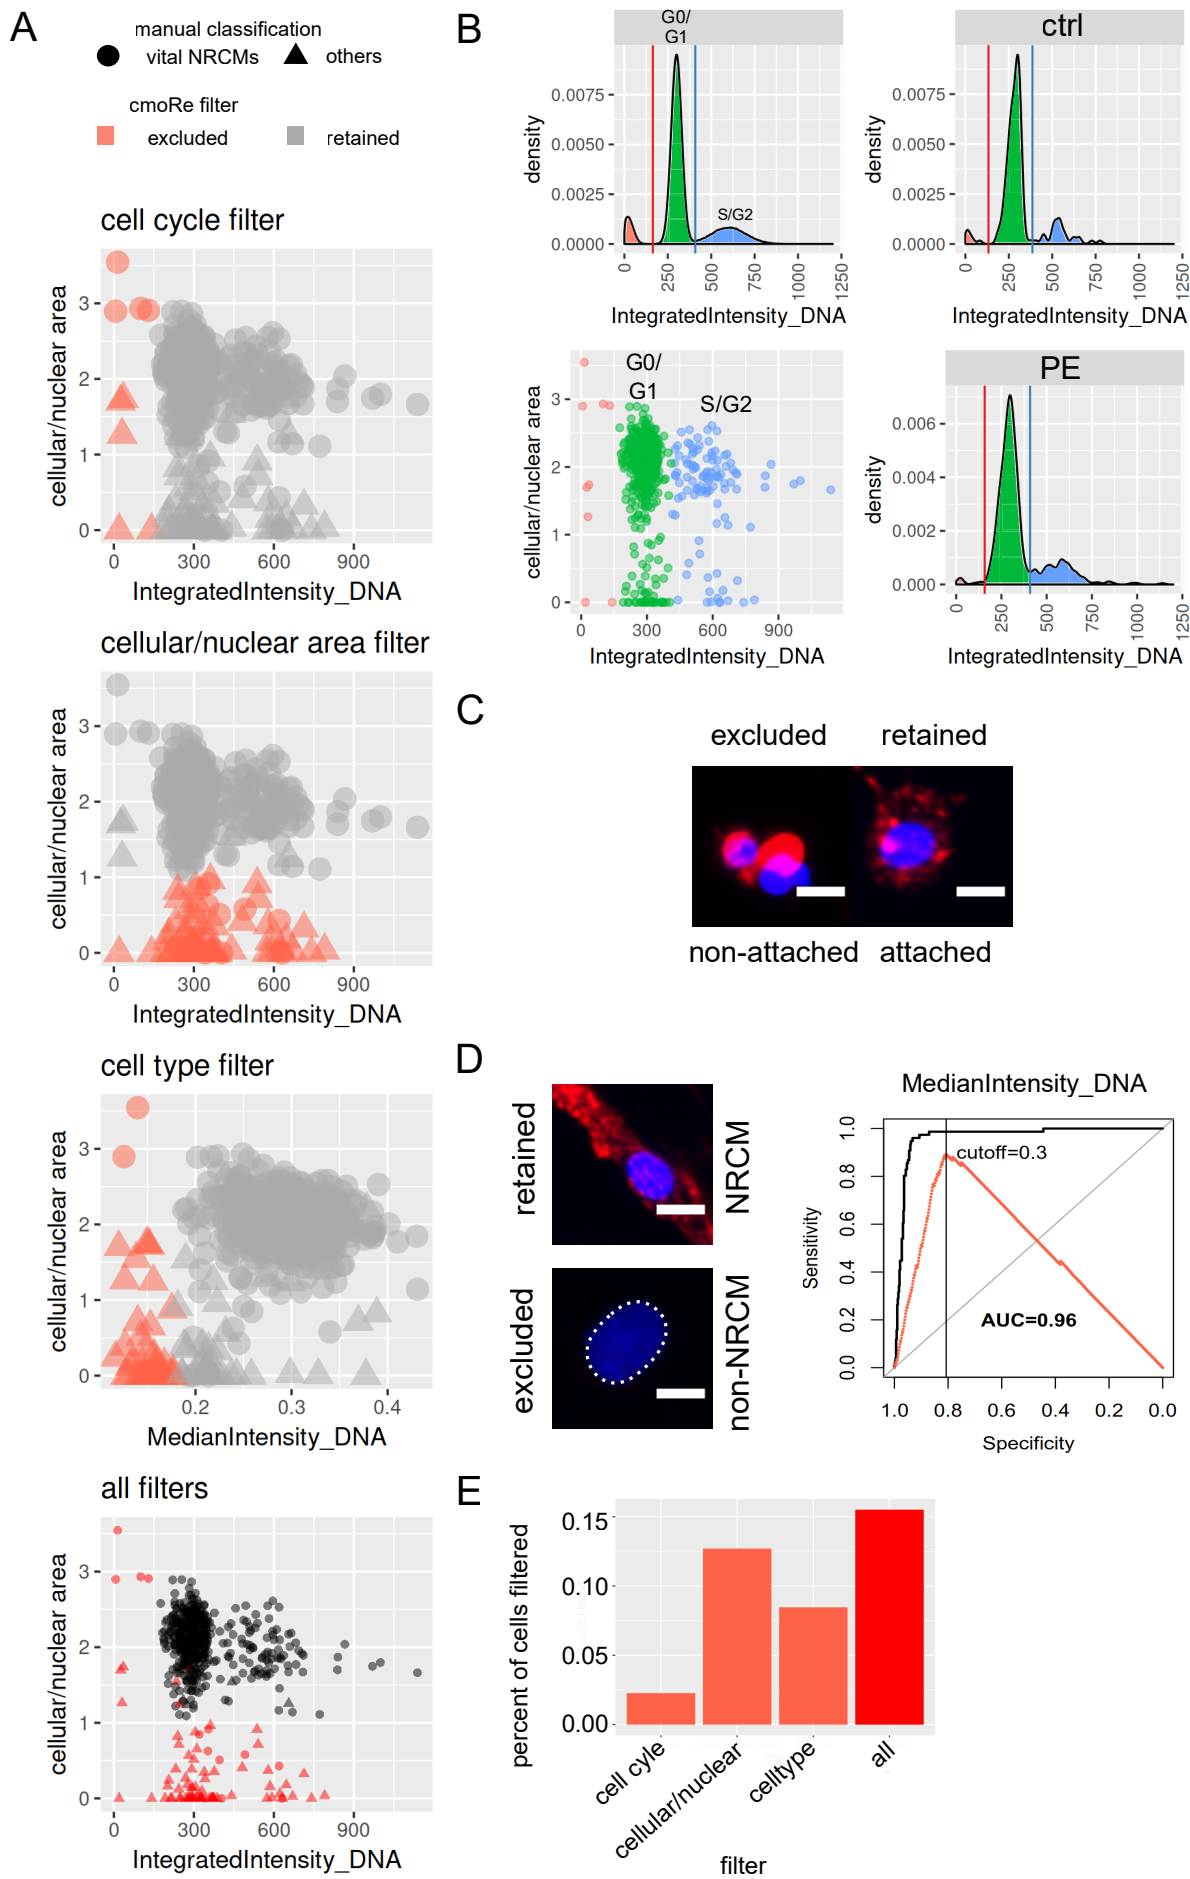 A
manual classification
vital NRCMs
others
cmoRe filter
excluded
retained
cell cycle filter
cellular/nuclear area
3
2
1
0
0
300
600
900
IntegratedIntensity_DNA
cellular/nuclear area filter
cellular/nuclear area
3
2
1
0
0
300
600
900
IntegratedIntensity_DNA
cell type filter
cellular/nuclear area
3
2
1
0
0.2
0.3
0.4
MedianIntensity_DNA
all filters
cellular/nuclear area
3
2
1
0
0
300
600
900
IntegratedIntensity_DNA
B
G0/
G1
density
0.0075
0.0050
0.0025
0.0000
S/G2
0
250
500
750
1000
1250
IntegratedIntensity_DNA
ctrl
density
0.0075
0.0050
0.0025
0.0000
0
250
500
750
1000
1250
IntegratedIntensity_DNA
G0/
G1
S/G2
cellular/nuclear area
3
2
1
0
0
300
600
900
IntegratedIntensity_DNA
PE
density
0.006
0.004
0.002
0.000
0
250
500
750
1000
1250
IntegratedIntensity_DNA
C
excluded
retained
non-attached
attached
D
retained
NRCM
excluded
non-NRCM
MedianIntensity_DNA
Sensitivity
1.0
0.8
0.6
0.4
0.2
0.0
cutoff=0.3
AUC=0.96
1.0
0.8
0.6
0.4
0.2
0.0
Specificity
E
percent of cells filtered
0.15
0.10
0.05
0.00
cell cyle
cellular/nuclear
celltype
all
filter